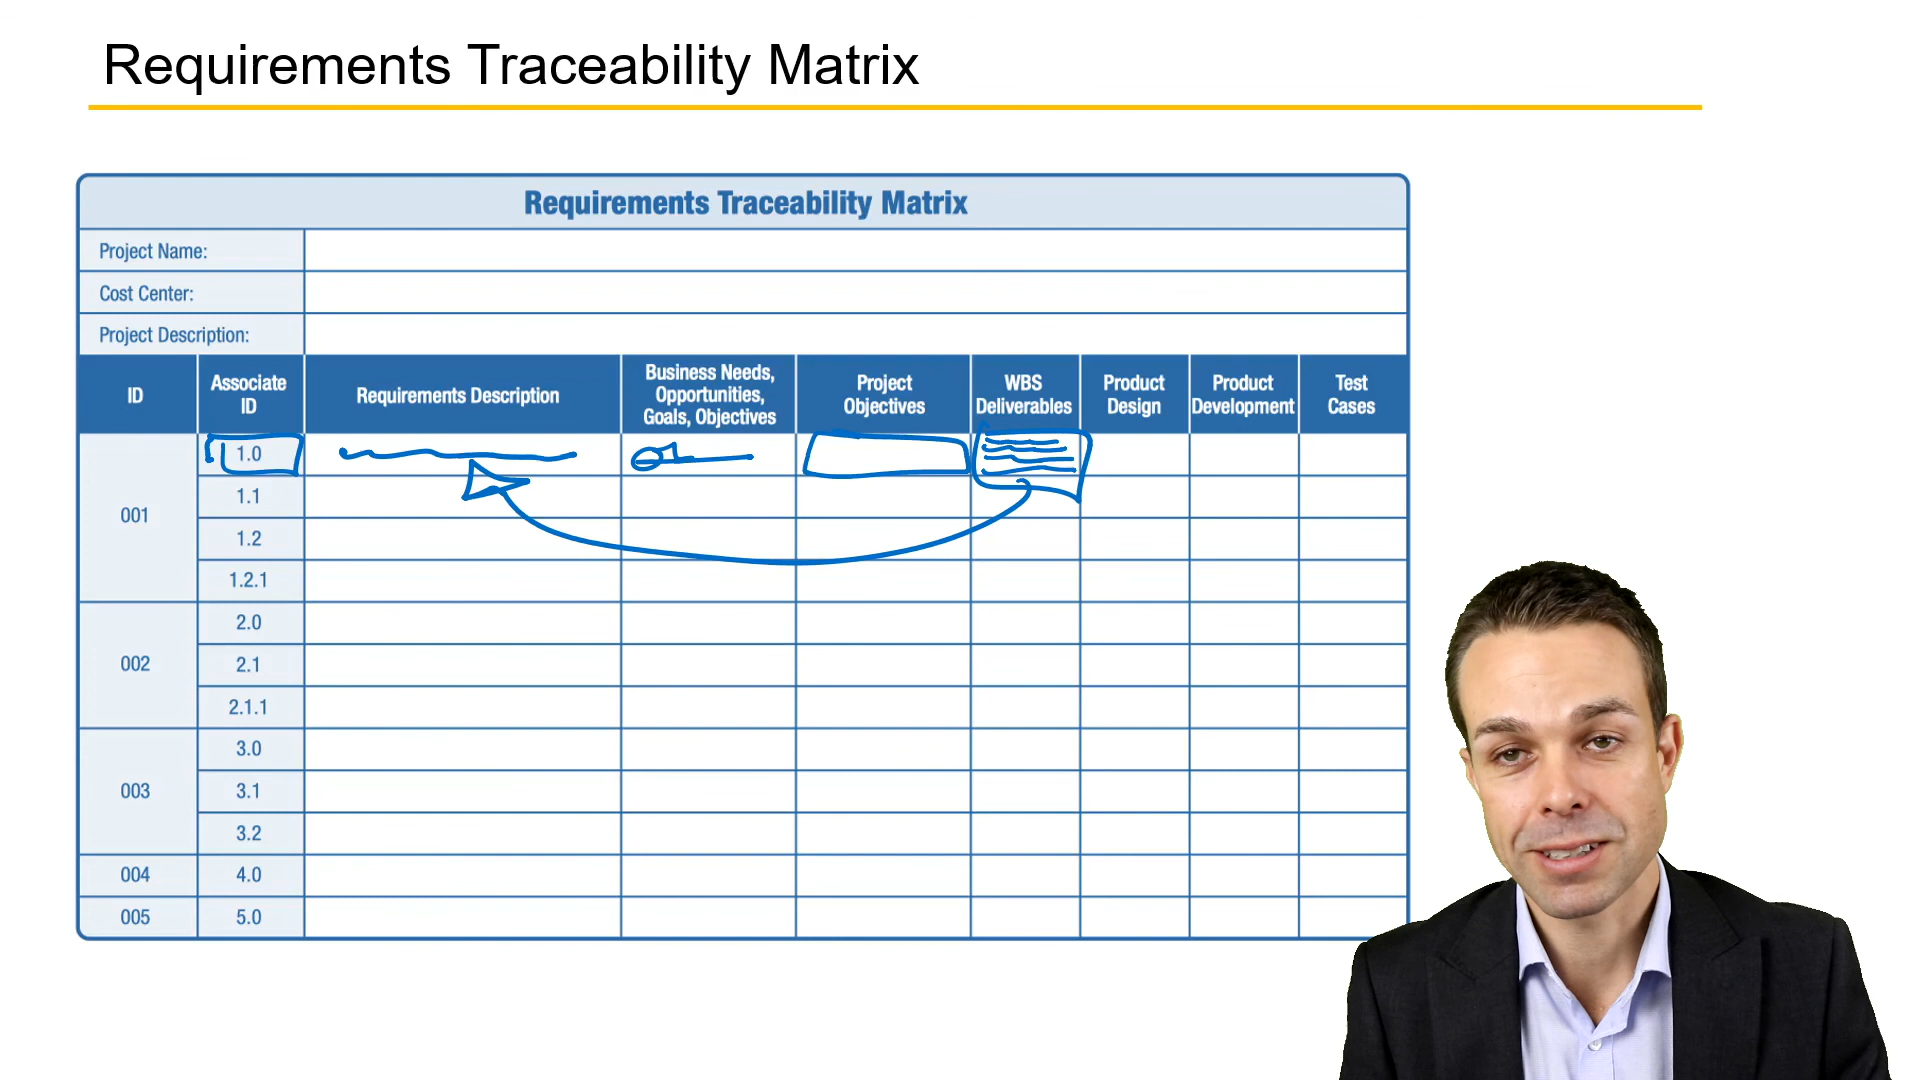 Requirements Traceability Matrix
Requirements Traceability Matrix
Project Name:
Cost Center:
Project Description:
ID
Associate ID
Requirements Description
Business Needs, Opportunities, Goals, Objectives
Project Objectives
WBS Deliverables
Product Design
Product Development
Test Cases
001
1.0
1.1
1.2
1.2.1
002
2.0
2.1
2.1.1
003
3.0
3.1
3.2
004
4.0
005
5.0